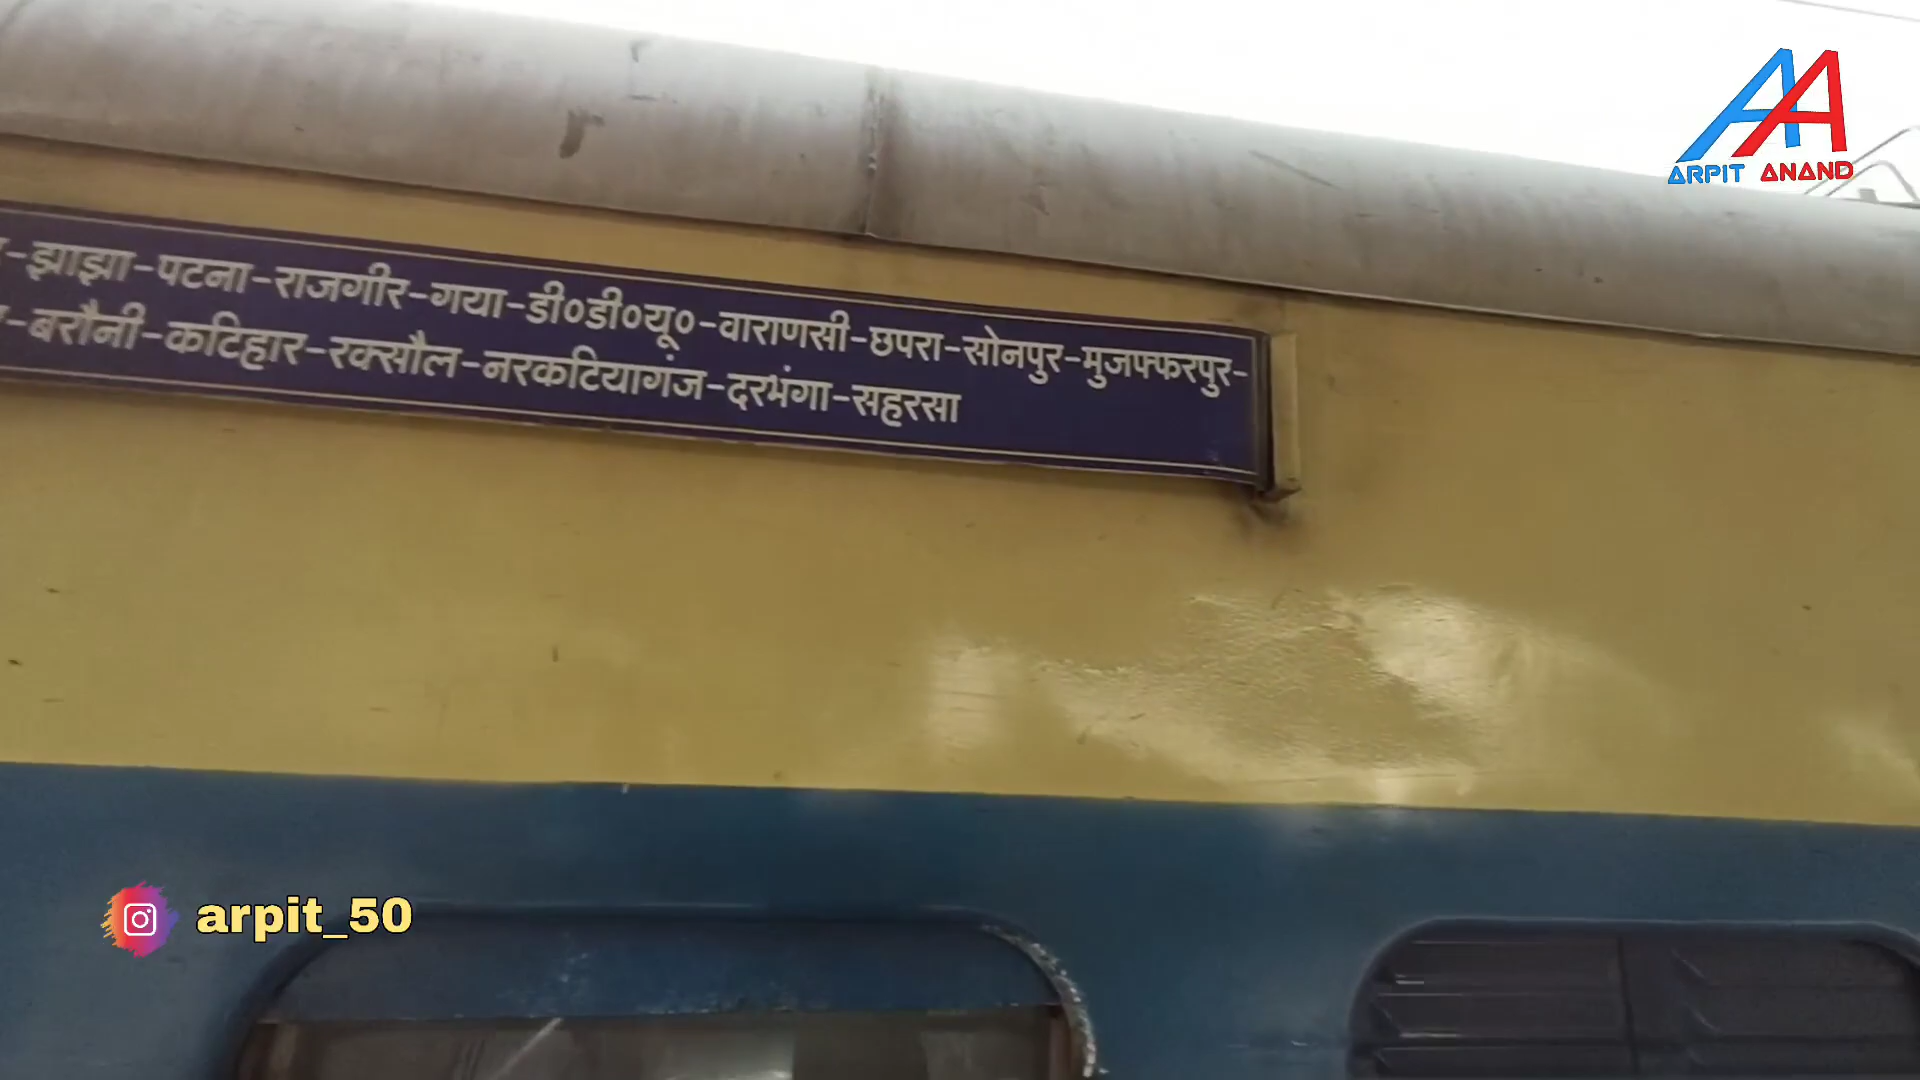 -झाझा-पटना-राजगीर-गया-डी०डी०यू०-वाराणसी-छपरा-सोनपुर-मुजफ्फरपुर-
-बरौनी-कटिहार-रक्सौल-नरकटियागंज-दरभंगा-सहरसा
ARPIT ANAND
arpit_50